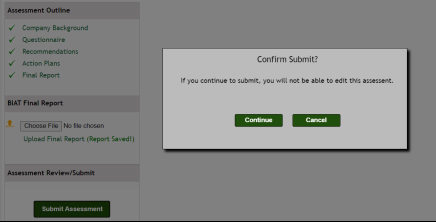 Assessment Outline
Company Background
Questionnaire
Recommendations
Action Plans
Final Report
Confirm Submit?
If you continue to submit, you will not be able to edit this assessent.
Continue Cancel
BIAT Final Report
Choose File No file chosen
Upload Final Report (Report Saved!)
Assessment Review/Submit
Submit Assessment